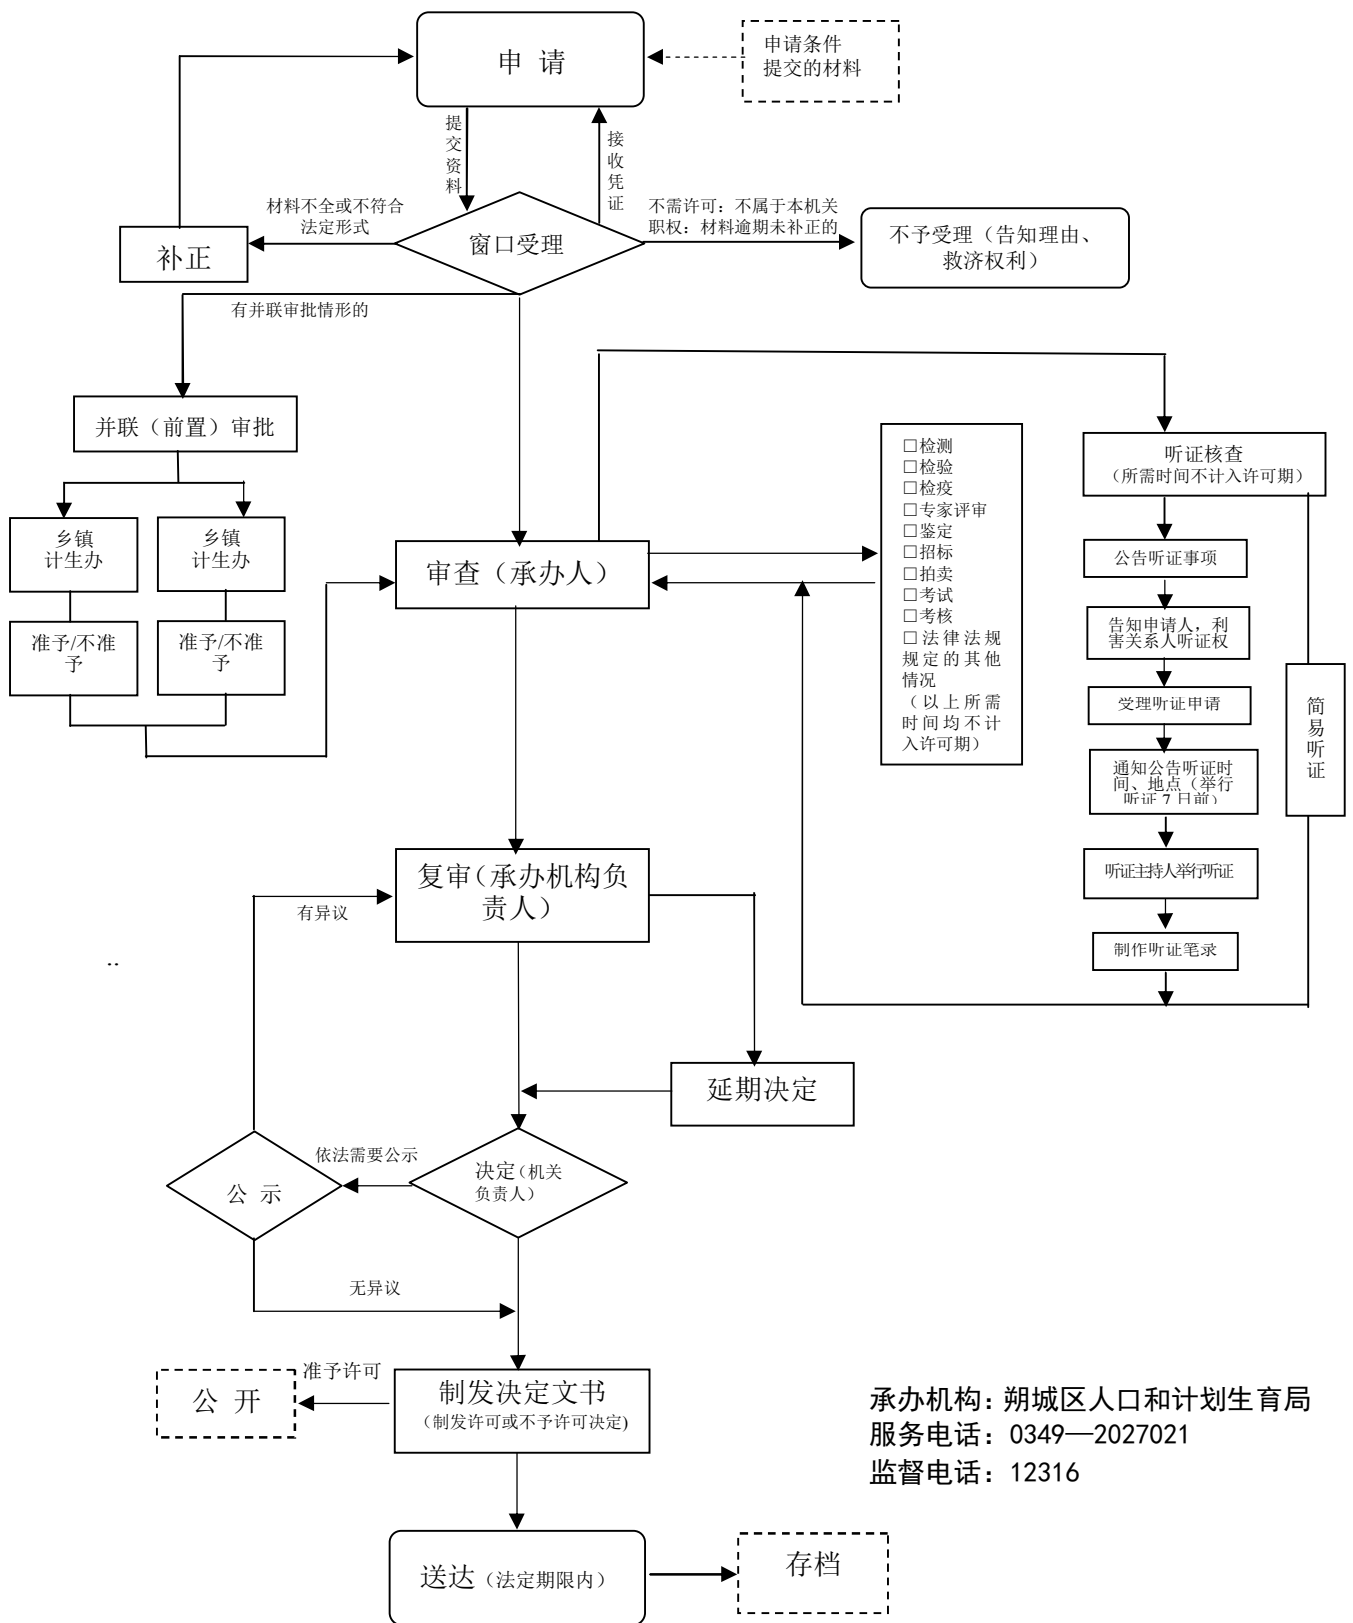 申 请
申请条件
提交的材料
提交资料
接收凭证
材料不全或不符合
法定形式
补正
窗口受理
不需许可：不属于本机关
职权：材料逾期未补正的
不予受理（告知理由、
救济权利）
有并联审批情形的
并联（前置）审批
乡镇
计生办
乡镇
计生办
准予/不准
予
准予/不准
予
审查（承办人）
□检测
□检验
□检疫
□专家评审
□鉴定
□招标
□拍卖
□考试
□考核
□法律法规
规定的其他
情况
（以上所需
时间均不计
入许可期）
听证核查
（所需时间不计入许可期）
公告听证事项
告知申请人，利
害关系人听证权
受理听证申请
通知公告听证时
间、地点（举行
听证 7 日前）
听证主持人举行听证
制作听证笔录
简易听证
复审（承办机构负
责人）
有异议
..
延期决定
依法需要公示
公 示
决定（机关
负责人）
无异议
准予许可
公 开
制发决定文书
（制发许可或不予许可决定)
承办机构：朔城区人口和计划生育局
服务电话：0349—2027021
监督电话：12316
送达（法定期限内）
存档